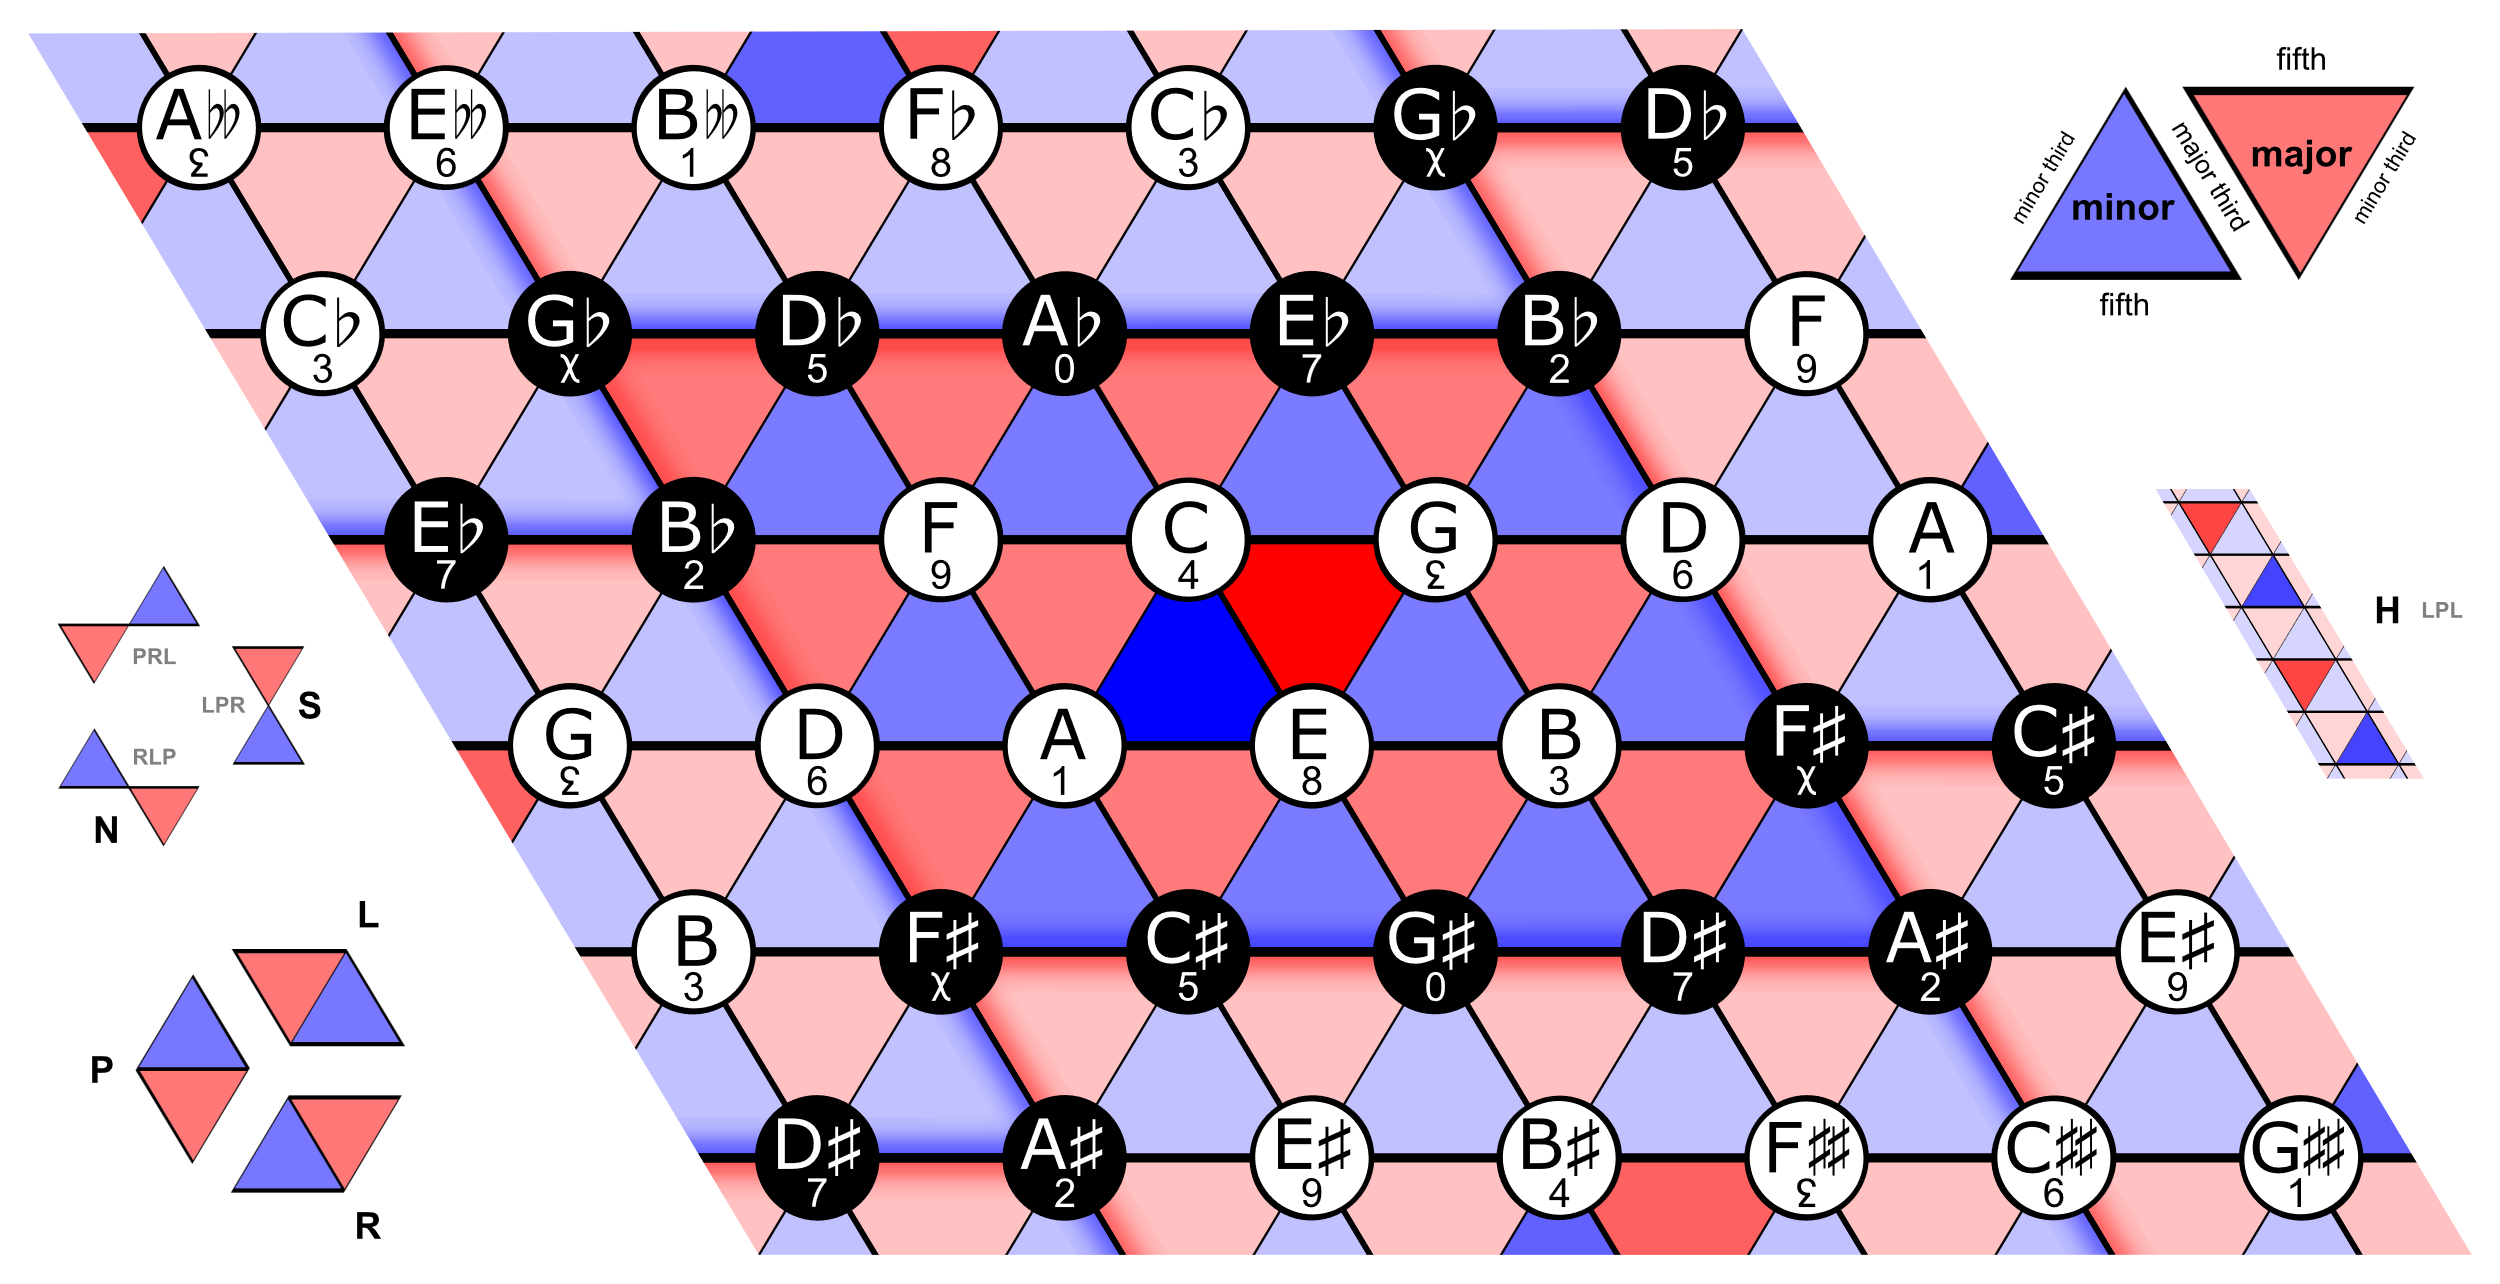 A𝄫 E𝄫 B𝄫 F♭ C♭ G♭ D♭
Ɛ 6 1 8 3 χ 5
C♭ G♭ D♭ A♭ E♭ B♭ F
3 χ 5 0 7 2 9
E♭ B♭ F C G D A
7 2 9 4 Ɛ 6 1
G D A E B F♯ C♯
Ɛ 6 1 8 3 χ 5
B F♯ C♯ G♯ D♯ A♯ E♯
3 χ 5 0 7 2 9
D♯ A♯ E♯ B♯ F♯♯ C♯♯ G♯♯
7 2 9 4 Ɛ 6 1
minor third
minor
major third
fifth
fifth
major
minor third
H LPL
PRL
LPR S
RLP
N
L
P
R